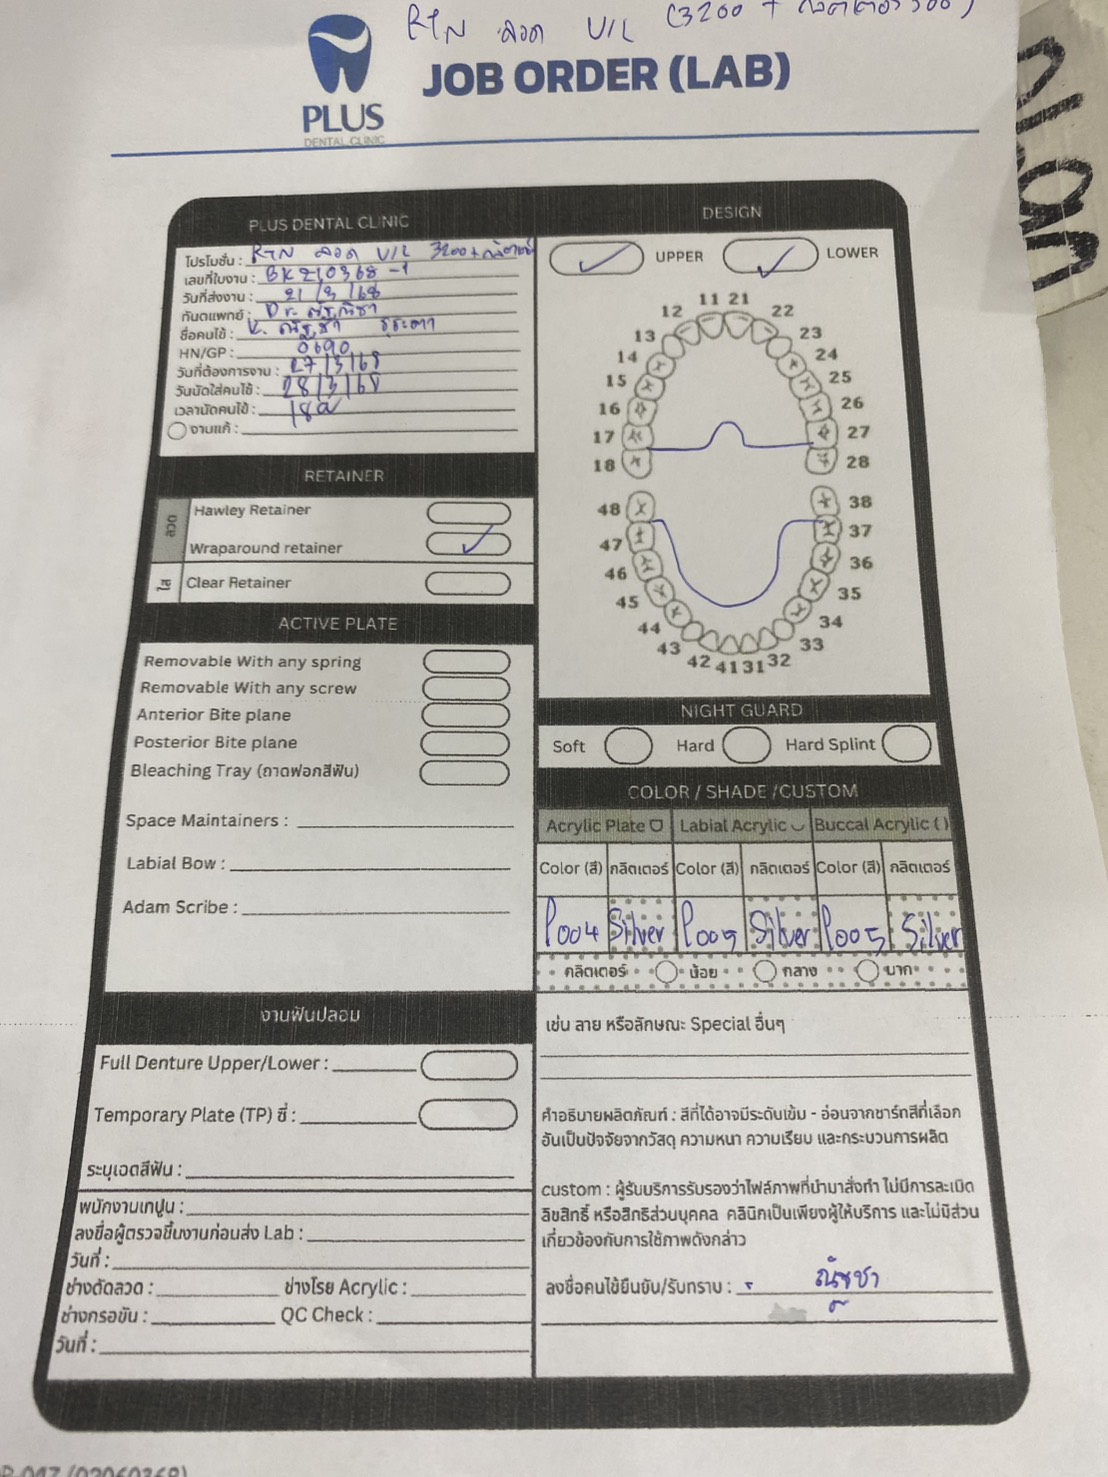 RTN ลวด U/L (3200 + กลิตเตอร์ 500)
PLUS
DENTAL CLINIC
JOB ORDER (LAB)
PLUS DENTAL CLINIC
โปรโมชั่น : RTN ลวด U/L 3200+กลิตเตอร์
เลขที่ใบงาน : BK210368-1
วันที่ส่งงาน : 21/3/68
ทันตแพทย์ : Dr. ณัฐณิชา
ชื่อคนไข้ : K.
HN/GP : 0690
วันที่ต้องการงาน : 27/3/68
วันนัดใส่คนไข้ : 28/3/68
เวลานัดคนไข้ :
งานแก้ :
DESIGN
UPPER
LOWER
11 21
12 22
13 23
14 24
15 25
16 26
17 27
18 28
48 38
47 37
46 36
45 35
44 34
43 33
42 41 31 32
RETAINER
ลวด
Hawley Retainer
Wraparound retainer
ใส
Clear Retainer
ACTIVE PLATE
Removable With any spring
Removable With any screw
Anterior Bite plane
Posterior Bite plane
Bleaching Tray (ถาดฟอกสีฟัน)
Space Maintainers :
Labial Bow :
Adam Scribe :
NIGHT GUARD
Soft Hard Hard Splint
COLOR / SHADE /CUSTOM
Acrylic Plate Labial Acrylic Buccal Acrylic ( )
Color (สี) กลิตเตอร์ Color (สี) กลิตเตอร์ Color (สี) กลิตเตอร์
P004 Silver P005 Silver P005 Silver
กลิตเตอร์ น้อย กลาง มาก
เช่น ลาย หรือลักษณะ Special อื่นๆ
คำอธิบายผลิตภัณฑ์ : สีที่ได้อาจมีระดับเข้ม - อ่อนจากชาร์ทสีที่เลือก
อันเป็นปัจจัยจากวัสดุ ความหนา ความเรียบ และกระบวนการผลิต
custom : ผู้รับบริการรับรองว่าไฟล์ภาพที่นำมาสั่งทำ ไม่มีการละเมิด
ลิขสิทธิ์ หรือสิทธิส่วนบุคคล คลินิกเป็นเพียงผู้ให้บริการ และไม่มีส่วน
เกี่ยวข้องกับการใช้ภาพดังกล่าว
ลงชื่อคนไข้ยืนยัน/รับทราบ : ณัชชา
งานฟันปลอม
Full Denture Upper/Lower :
Temporary Plate (TP) ซี่ :
ระบุเฉดสีฟัน :
พนักงานเทปูน :
ลงชื่อผู้ตรวจชิ้นงานก่อนส่ง Lab :
วันที่ :
ช่างดัดลวด : ช่างโรย Acrylic :
ช่างกรอขัน : QC Check :
วันที่ :